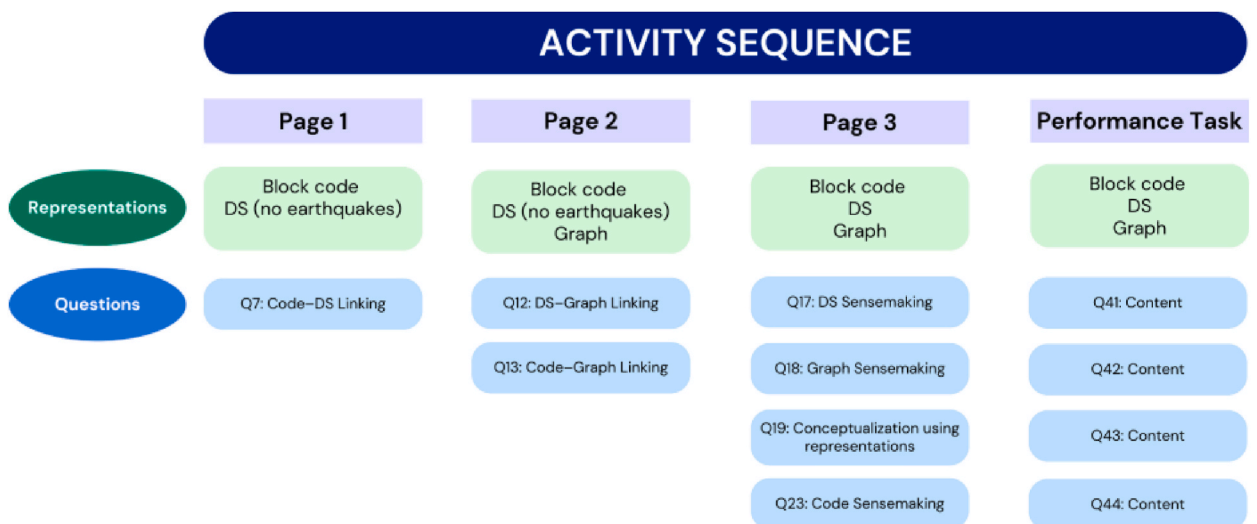 ACTIVITY SEQUENCE
Page 1
Page 2
Page 3
Performance Task
Representations
Block code
DS (no earthquakes)
Block code
DS (no earthquakes)
Graph
Block code
DS
Graph
Block code
DS
Graph
Questions
Q7: Code–DS Linking
Q12: DS–Graph Linking
Q17: DS Sensemaking
Q41: Content
Q13: Code–Graph Linking
Q18: Graph Sensemaking
Q42: Content
Q19: Conceptualization using
representations
Q43: Content
Q23: Code Sensemaking
Q44: Content